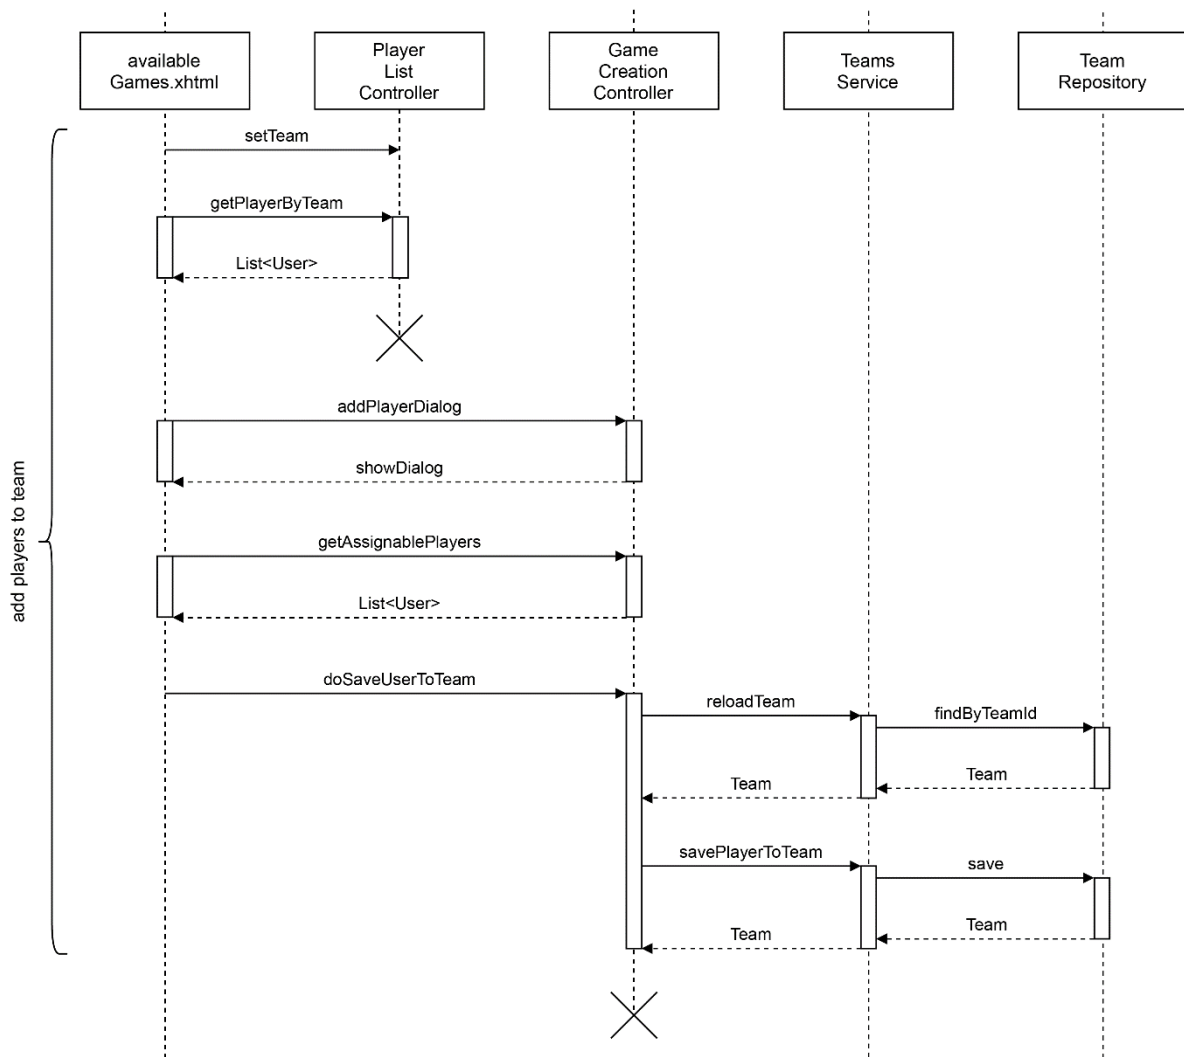 available
Games.xhtml
Player
List
Controller
Game
Creation
Controller
Teams
Service
Team
Repository
setTeam
getPlayerByTeam
List<User>
addPlayerDialog
showDialog
add players to team
getAssignablePlayers
List<User>
doSaveUserToTeam
reloadTeam
findByTeamId
Team
Team
savePlayerToTeam
save
Team
Team